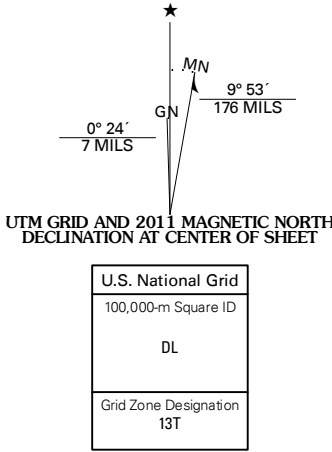 ★
MN
GN
9° 53´
176 MILS
0° 24´
7 MILS
UTM GRID AND 2011 MAGNETIC NORTH
DECLINATION AT CENTER OF SHEET
U.S. National Grid
100,000-m Square ID
DL
Grid Zone Designation
13T